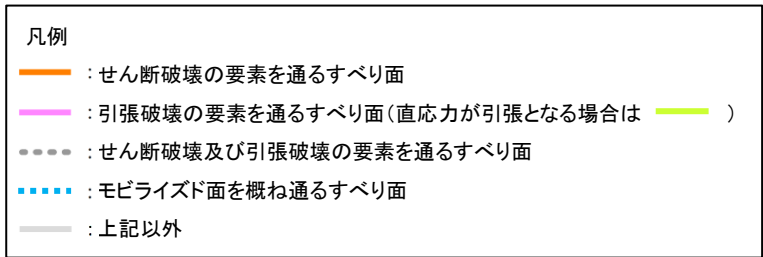 凡例
：せん断破壊の要素を通るすべり面
：引張破壊の要素を通るすべり面（直応力が引張となる場合は　）
：せん断破壊及び引張破壊の要素を通るすべり面
：モビライズド面を概ね通るすべり面
：上記以外